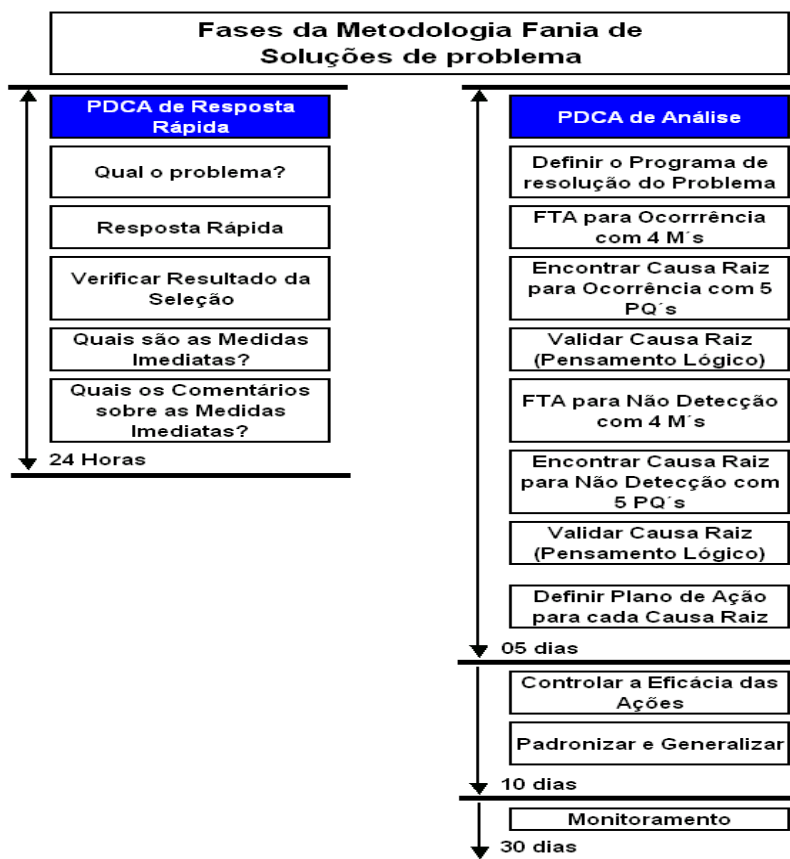 Fases da Metodologia Fania de
Soluções de problema
PDCA de Resposta
Rápida
Qual o problema?
Resposta Rápida
Verificar Resultado da
Seleção
Quais são as Medidas
Imediatas?
Quais os Comentários
sobre as Medidas
Imediatas?
24 Horas
PDCA de Análise
Definir o Programa de
resolução do Problema
FTA para Ocorrrência
com 4 M´s
Encontrar Causa Raiz
para Ocorrência com 5
PQ´s
Validar Causa Raiz
(Pensamento Lógico)
FTA para Não Detecção
com 4 M´s
Encontrar Causa Raiz
para Não Detecção com
5 PQ´s
Validar Causa Raiz
(Pensamento Lógico)
Definir Plano de Ação
para cada Causa Raiz
05 dias
Controlar a Eficácia das
Ações
Padronizar e Generalizar
10 dias
Monitoramento
30 dias